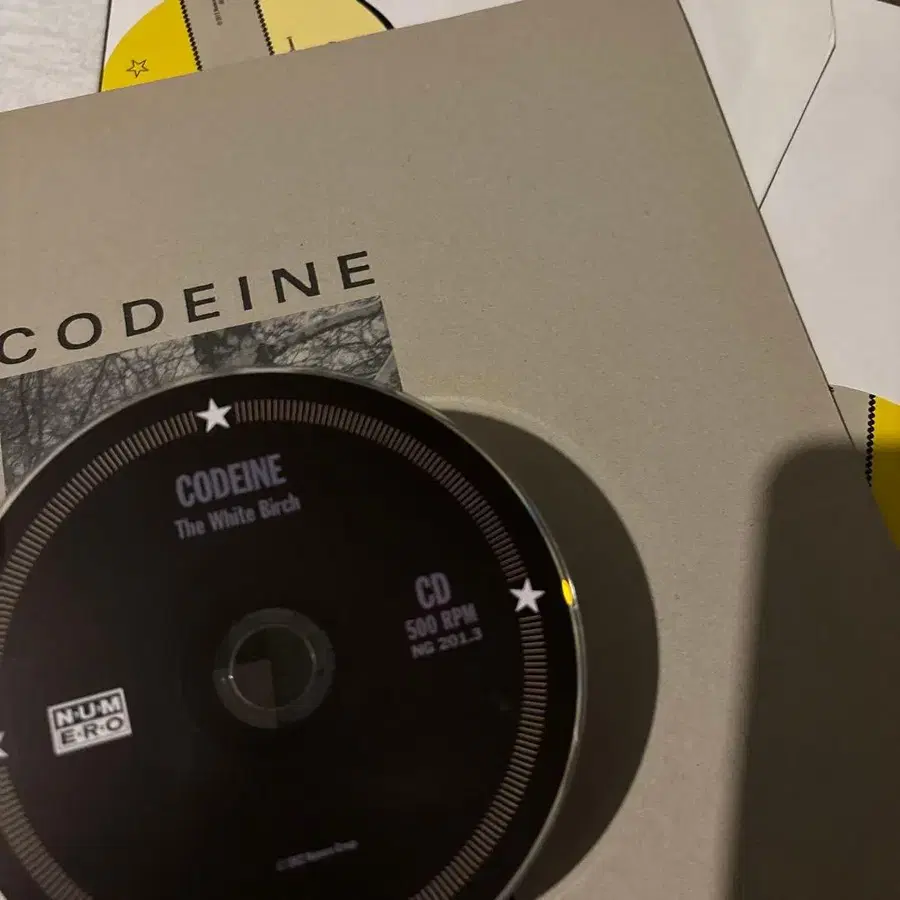 CODEINE
CODEINE
The White Birch
CD
500 RPM
NG 201.3
N·U·M
E·R·O